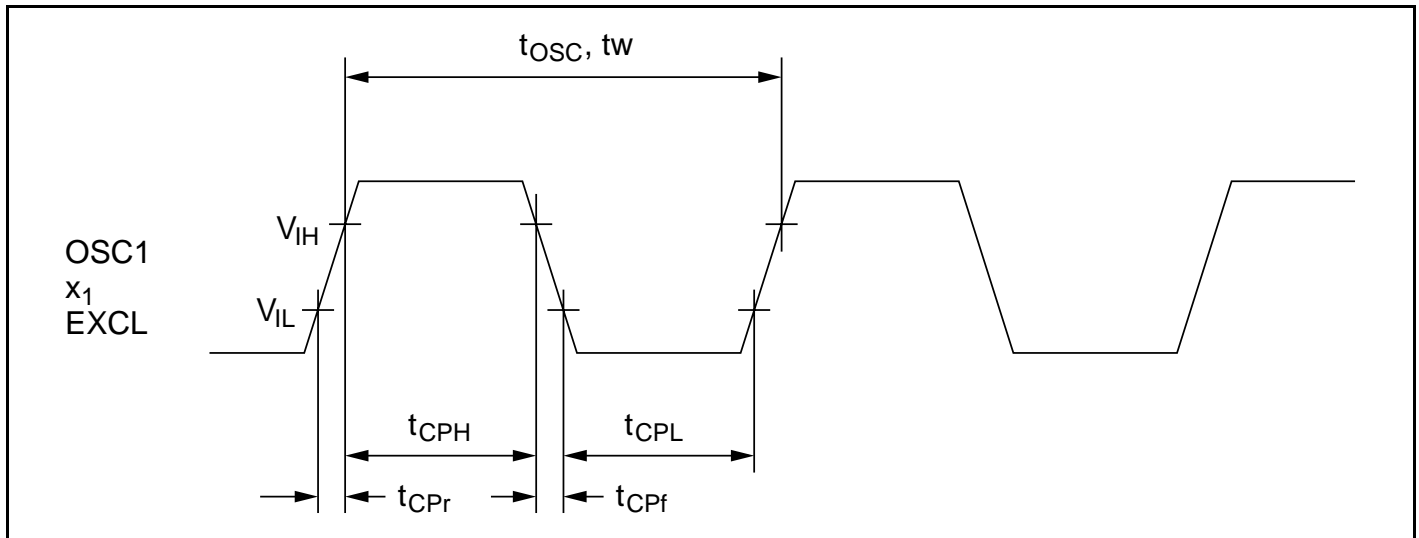 tOSC, tw
VIH
OSC1
x1
EXCL
VIL
tCPH
tCPL
tCPr
tCPf